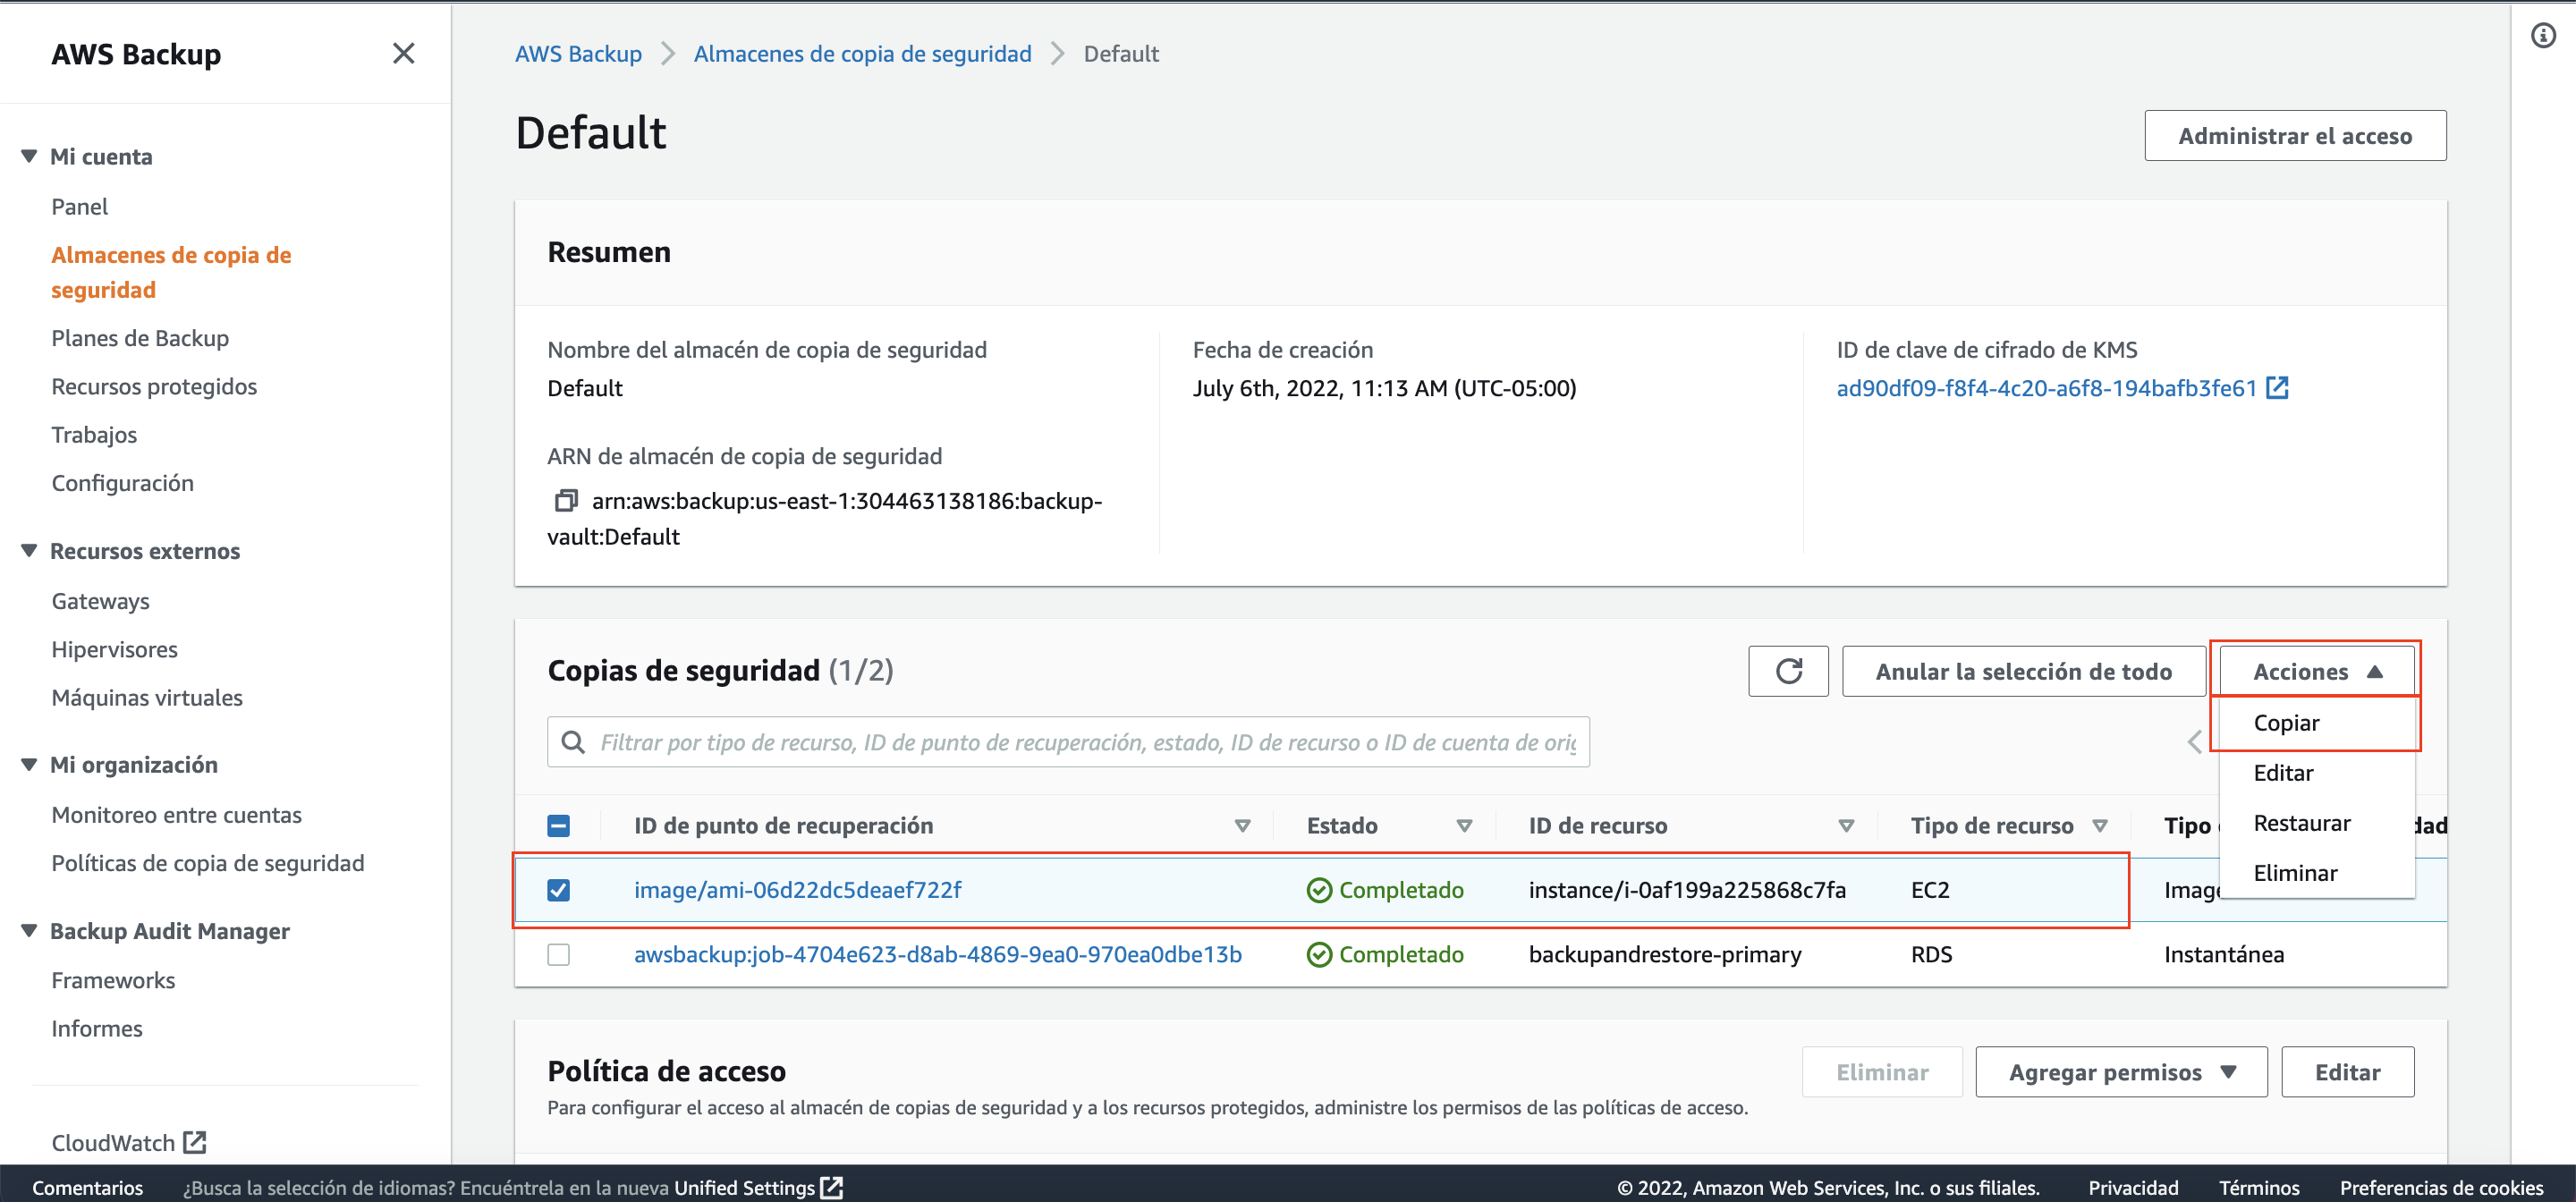 AWS Backup
Mi cuenta
Panel
Almacenes de copia de
seguridad
Planes de Backup
Recursos protegidos
Trabajos
Configuración
Recursos externos
Gateways
Hipervisores
Máquinas virtuales
Mi organización
Monitoreo entre cuentas
Políticas de copia de seguridad
Backup Audit Manager
Frameworks
Informes
CloudWatch
AWS Backup > Almacenes de copia de seguridad > Default
Default
Administrar el acceso
Resumen
Nombre del almacén de copia de seguridad
Default
ARN de almacén de copia de seguridad
arn:aws:backup:us-east-1:304463138186:backup-
vault:Default
Fecha de creación
July 6th, 2022, 11:13 AM (UTC-05:00)
ID de clave de cifrado de KMS
ad90df09-f8f4-4c20-a6f8-194bafb3fe61
Copias de seguridad (1/2)
Anular la selección de todo
Acciones
Copiar
Editar
Restaurar
Eliminar
Filtrar por tipo de recurso, ID de punto de recuperación, estado, ID de recurso o ID de cuenta de orig
ID de punto de recuperación Estado ID de recurso Tipo de recurso Tipo dad
image/ami-06d22dc5deaef722f Completado instance/i-0af199a225868c7fa EC2 Image
awsbackup:job-4704e623-d8ab-4869-9ea0-970ea0dbe13b Completado backupandrestore-primary RDS Instantánea
Política de acceso
Eliminar
Agregar permisos
Editar
Para configurar el acceso al almacén de copias de seguridad y a los recursos protegidos, administre los permisos de las políticas de acceso.
Comentarios ¿Busca la selección de idiomas? Encuéntrela en la nueva Unified Settings © 2022, Amazon Web Services, Inc. o sus filiales. Privacidad Términos Preferencias de cookies